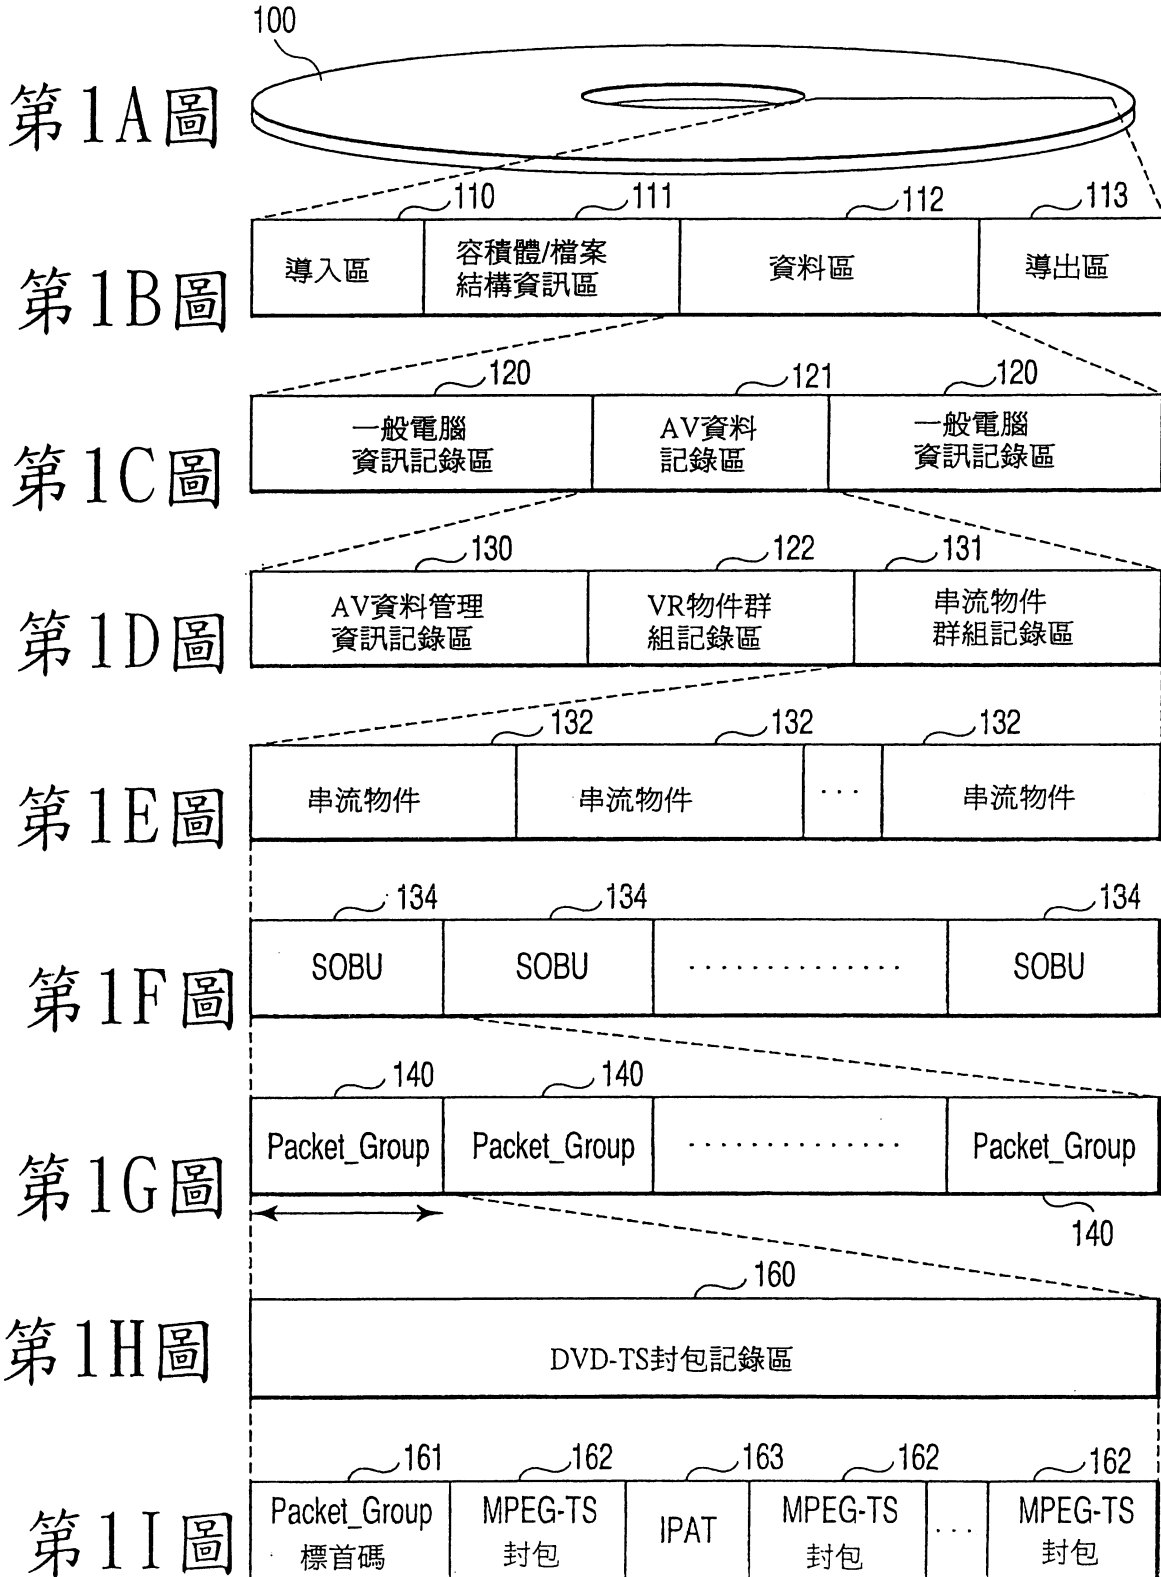 100
第1A圖
110 111 112 113
第1B圖
導入區
容積體/檔案
結構資訊區
資料區
導出區
120 121 120
第1C圖
一般電腦
資訊記錄區
AV資料
記錄區
一般電腦
資訊記錄區
130 122 131
第1D圖
AV資料管理
資訊記錄區
VR物件群
組記錄區
串流物件
群組記錄區
132 132 132
第1E圖
串流物件 串流物件 ... 串流物件
134 134 134
第1F圖
SOBU SOBU .............. SOBU
140 140
第1G圖
Packet_Group Packet_Group .............. Packet_Group
140
160
第1H圖
DVD-TS封包記錄區
161 162 163 162 162
第1I圖
Packet_Group
標首碼
MPEG-TS
封包
IPAT
MPEG-TS
封包
...
MPEG-TS
封包